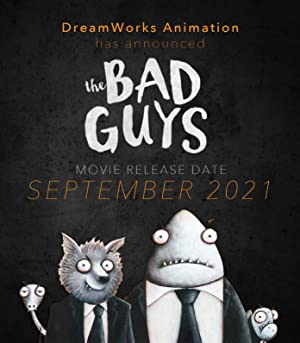 DreamWorks Animation
has announced
the BAD
GUYS
MOVIE RELEASE DATE
SEPTEMBER 2021